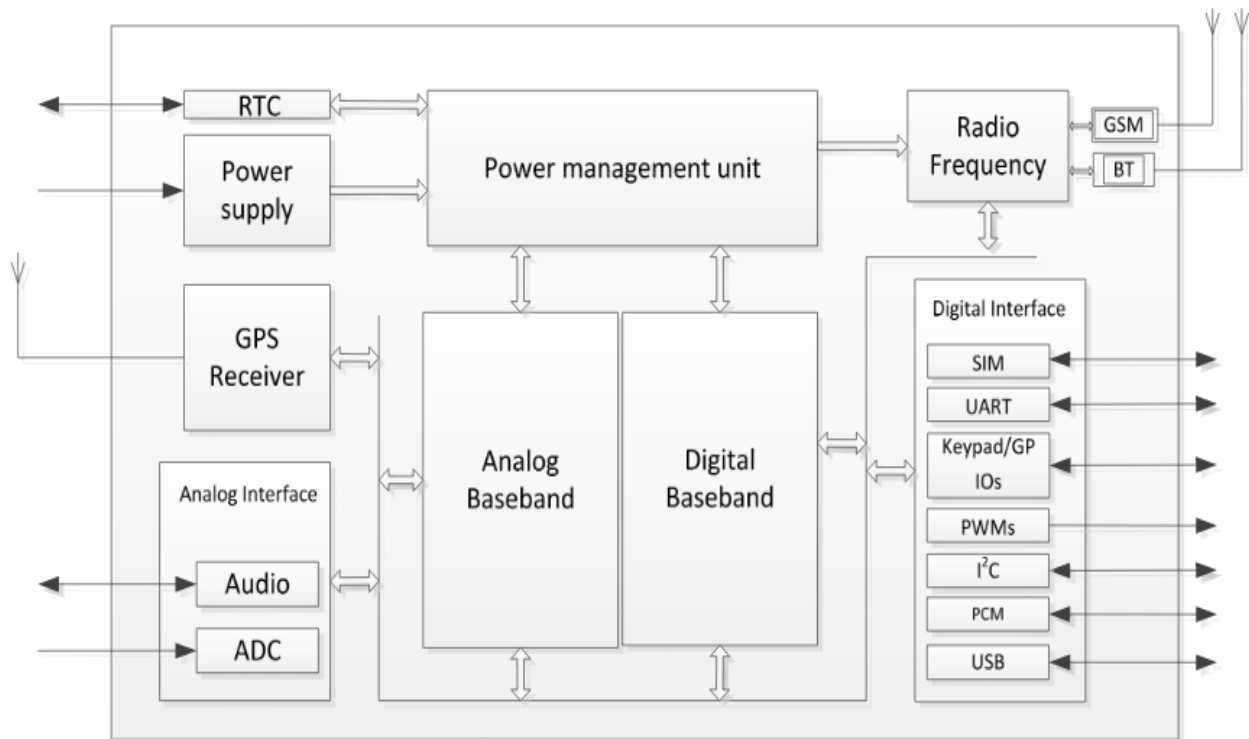 RTC
Power
supply
Power management unit
Radio
Frequency
GSM
BT
GPS
Receiver
Analog
Baseband
Digital
Baseband
Analog Interface
Audio
ADC
Digital Interface
SIM
UART
Keypad/GP
IOs
PWMs
I²C
PCM
USB